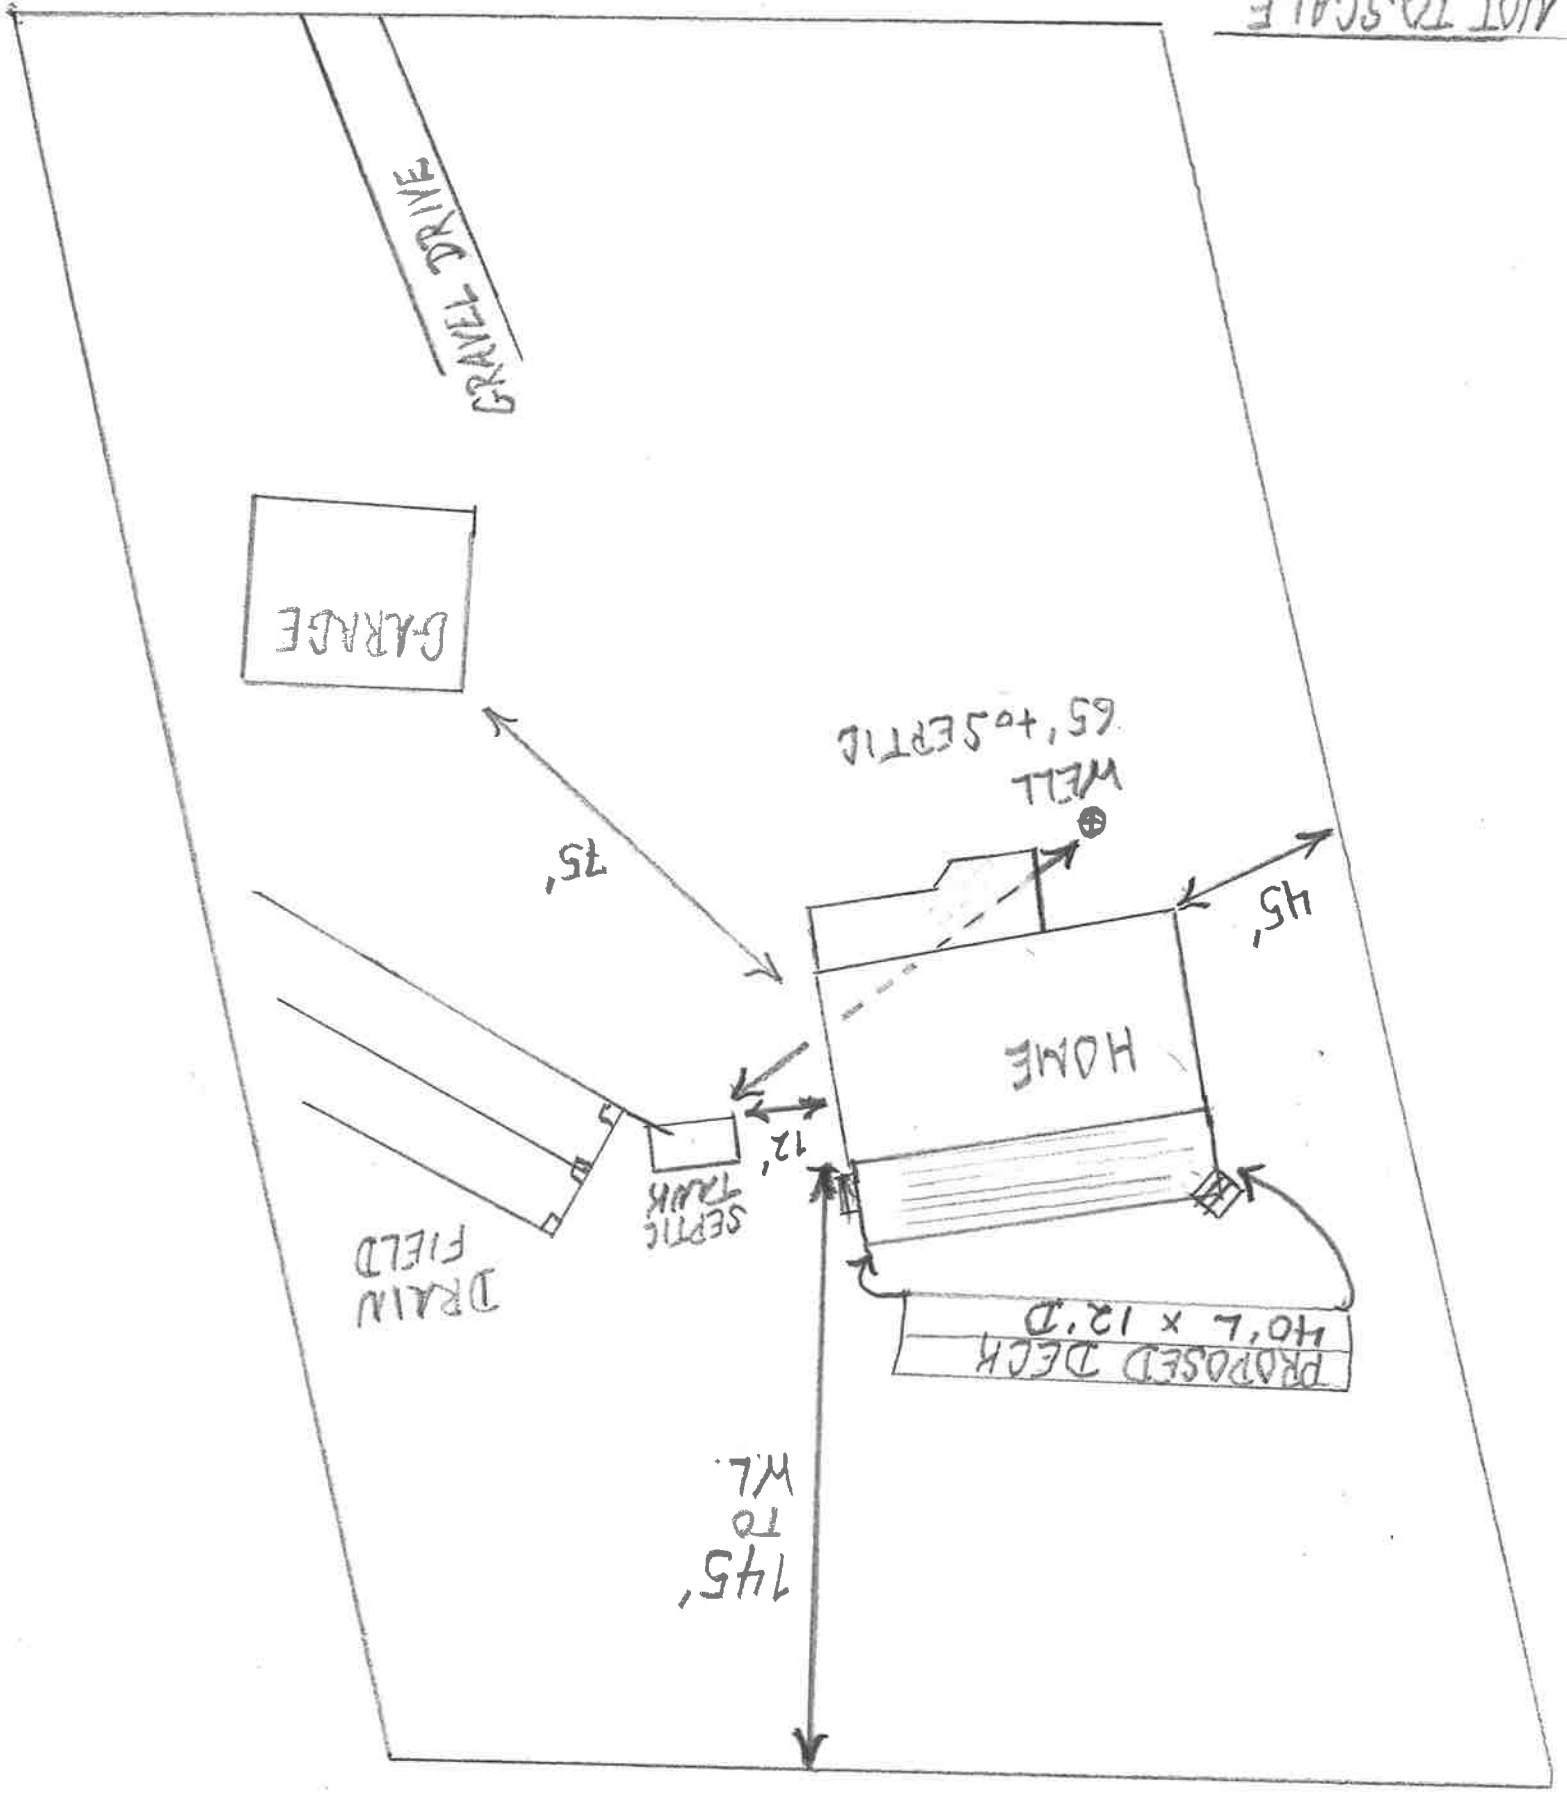 145'
TO
W.L.
PROPOSED DECK
40'L x 12'D
DRAIN
FIELD
SEPTIC
TANK
12'
HOME
45'
75'
WELL
65' to SEPTIC
GARAGE
GRAVEL DRIVE
NOT TO SCALE